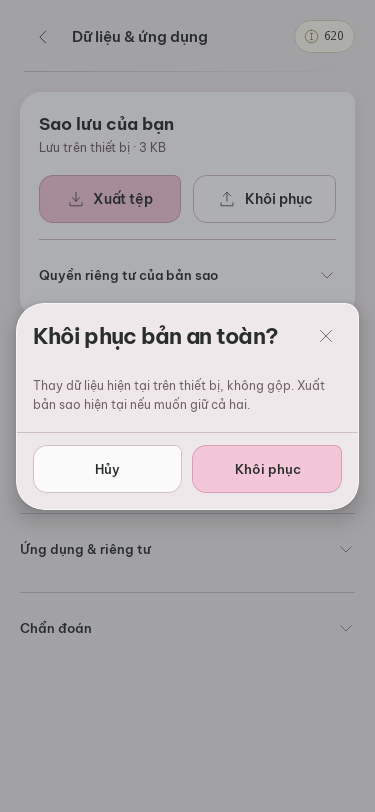 Dữ liệu & ứng dụng
620
Sao lưu của bạn
Lưu trên thiết bị · 3 KB
Xuất tệp
Khôi phục
Quyền riêng tư của bản sao
Khôi phục bản an toàn?
Thay dữ liệu hiện tại trên thiết bị, không gộp. Xuất
bản sao hiện tại nếu muốn giữ cả hai.
Hủy
Khôi phục
Ứng dụng & riêng tư
Chẩn đoán